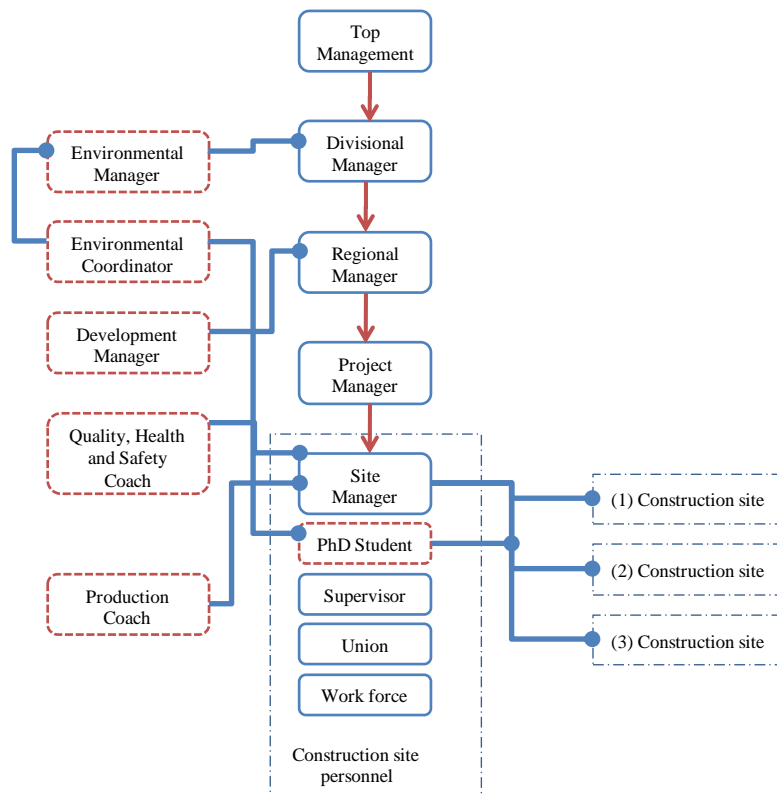 Top
Management
Environmental
Manager
Divisional
Manager
Environmental
Coordinator
Regional
Manager
Development
Manager
Project
Manager
Quality, Health
and Safety
Coach
Site
Manager
(1) Construction site
PhD Student
(2) Construction site
Production
Coach
Supervisor
(3) Construction site
Union
Work force
Construction site
personnel